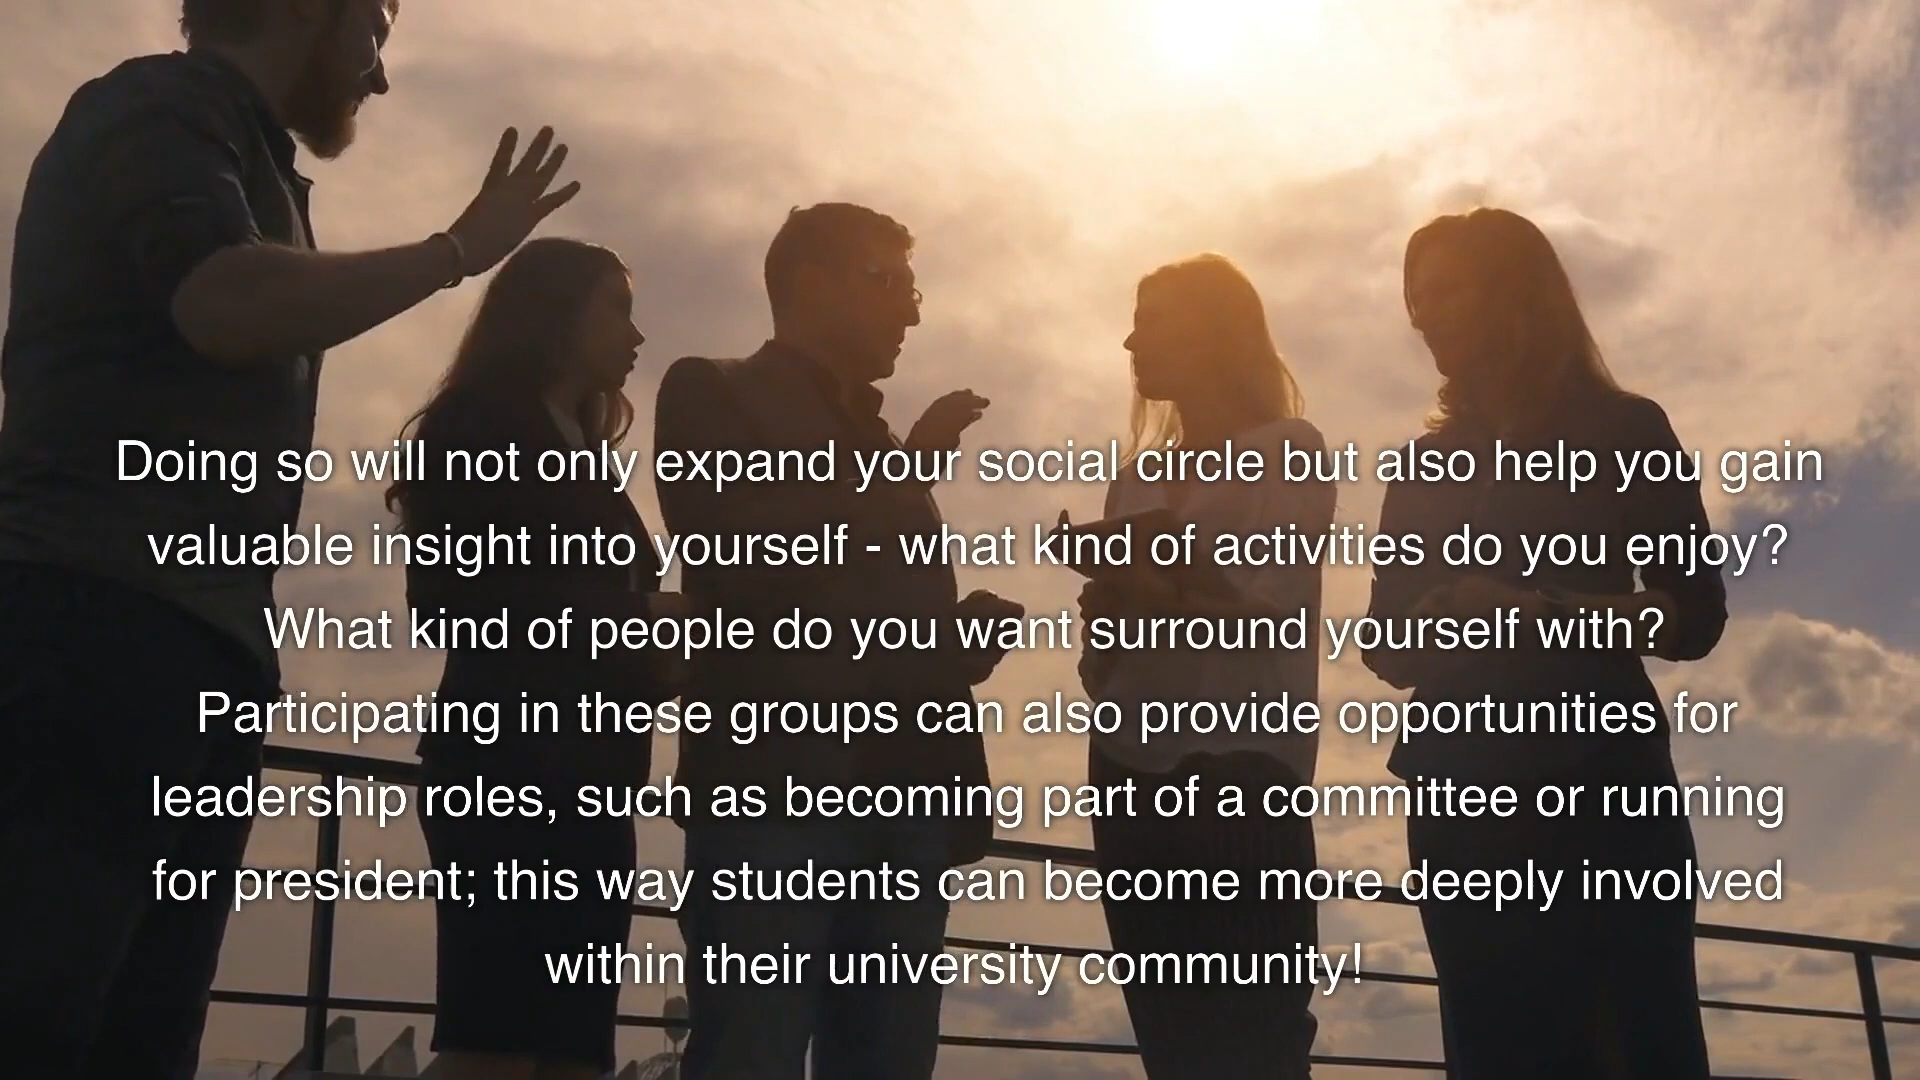 Doing so will not only expand your social circle but also help you gain
valuable insight into yourself - what kind of activities do you enjoy?
What kind of people do you want surround yourself with?
Participating in these groups can also provide opportunities for
leadership roles, such as becoming part of a committee or running
for president; this way students can become more deeply involved
within their university community!